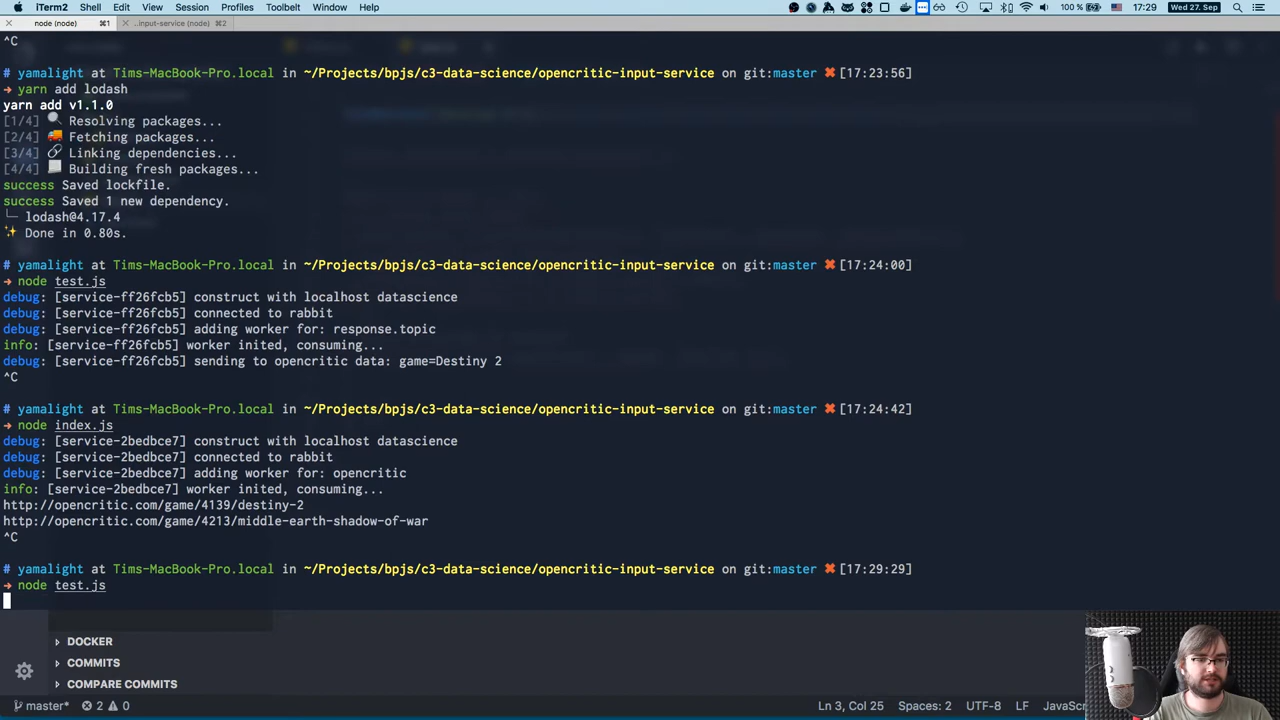 iTerm2 Shell Edit View Session Profiles Toolbelt Window Help 100 % 17:29 Wed 27. Sep
node (node) ⌘1 ..input-service (node) ⌘2
^C
# yamalight at Tims-MacBook-Pro.local in ~/Projects/bpjs/c3-data-science/opencritic-input-service on git:master ✖ [17:23:56]
→ yarn add lodash
yarn add v1.1.0
[1/4] 🔍 Resolving packages...
[2/4] 🚚 Fetching packages...
[3/4] 🔗 Linking dependencies...
[4/4] 📃 Building fresh packages...
success Saved lockfile.
success Saved 1 new dependency.
└─ lodash@4.17.4
✨ Done in 0.80s.
# yamalight at Tims-MacBook-Pro.local in ~/Projects/bpjs/c3-data-science/opencritic-input-service on git:master ✖ [17:24:00]
→ node test.js
debug: [service-ff26fcb5] construct with localhost datascience
debug: [service-ff26fcb5] connected to rabbit
debug: [service-ff26fcb5] adding worker for: response.topic
info: [service-ff26fcb5] worker inited, consuming...
debug: [service-ff26fcb5] sending to opencritic data: game=Destiny 2
^C
# yamalight at Tims-MacBook-Pro.local in ~/Projects/bpjs/c3-data-science/opencritic-input-service on git:master ✖ [17:24:42]
→ node index.js
debug: [service-2bedbce7] construct with localhost datascience
debug: [service-2bedbce7] connected to rabbit
debug: [service-2bedbce7] adding worker for: opencritic
info: [service-2bedbce7] worker inited, consuming...
http://opencritic.com/game/4139/destiny-2
http://opencritic.com/game/4213/middle-earth-shadow-of-war
^C
# yamalight at Tims-MacBook-Pro.local in ~/Projects/bpjs/c3-data-science/opencritic-input-service on git:master ✖ [17:29:29]
→ node test.js
DOCKER
COMMITS
COMPARE COMMITS
master* 2 0 Ln 3, Col 25 Spaces: 2 UTF-8 LF